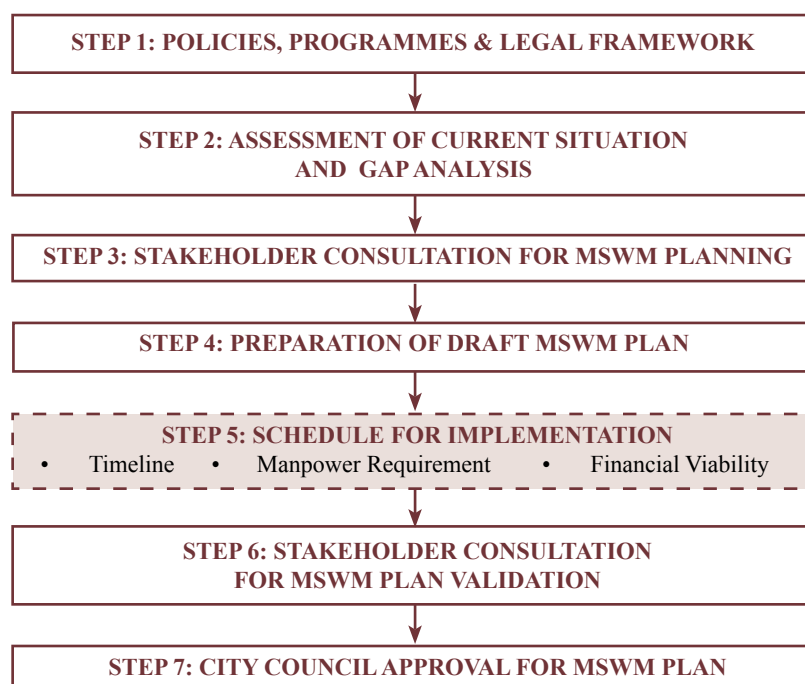 STEP 1: POLICIES, PROGRAMMES & LEGAL FRAMEWORK
STEP 2: ASSESSMENT OF CURRENT SITUATION
AND GAP ANALYSIS
STEP 3: STAKEHOLDER CONSULTATION FOR MSWM PLANNING
STEP 4: PREPARATION OF DRAFT MSWM PLAN
STEP 5: SCHEDULE FOR IMPLEMENTATION
• Timeline • Manpower Requirement • Financial Viability
STEP 6: STAKEHOLDER CONSULTATION
FOR MSWM PLAN VALIDATION
STEP 7: CITY COUNCIL APPROVAL FOR MSWM PLAN